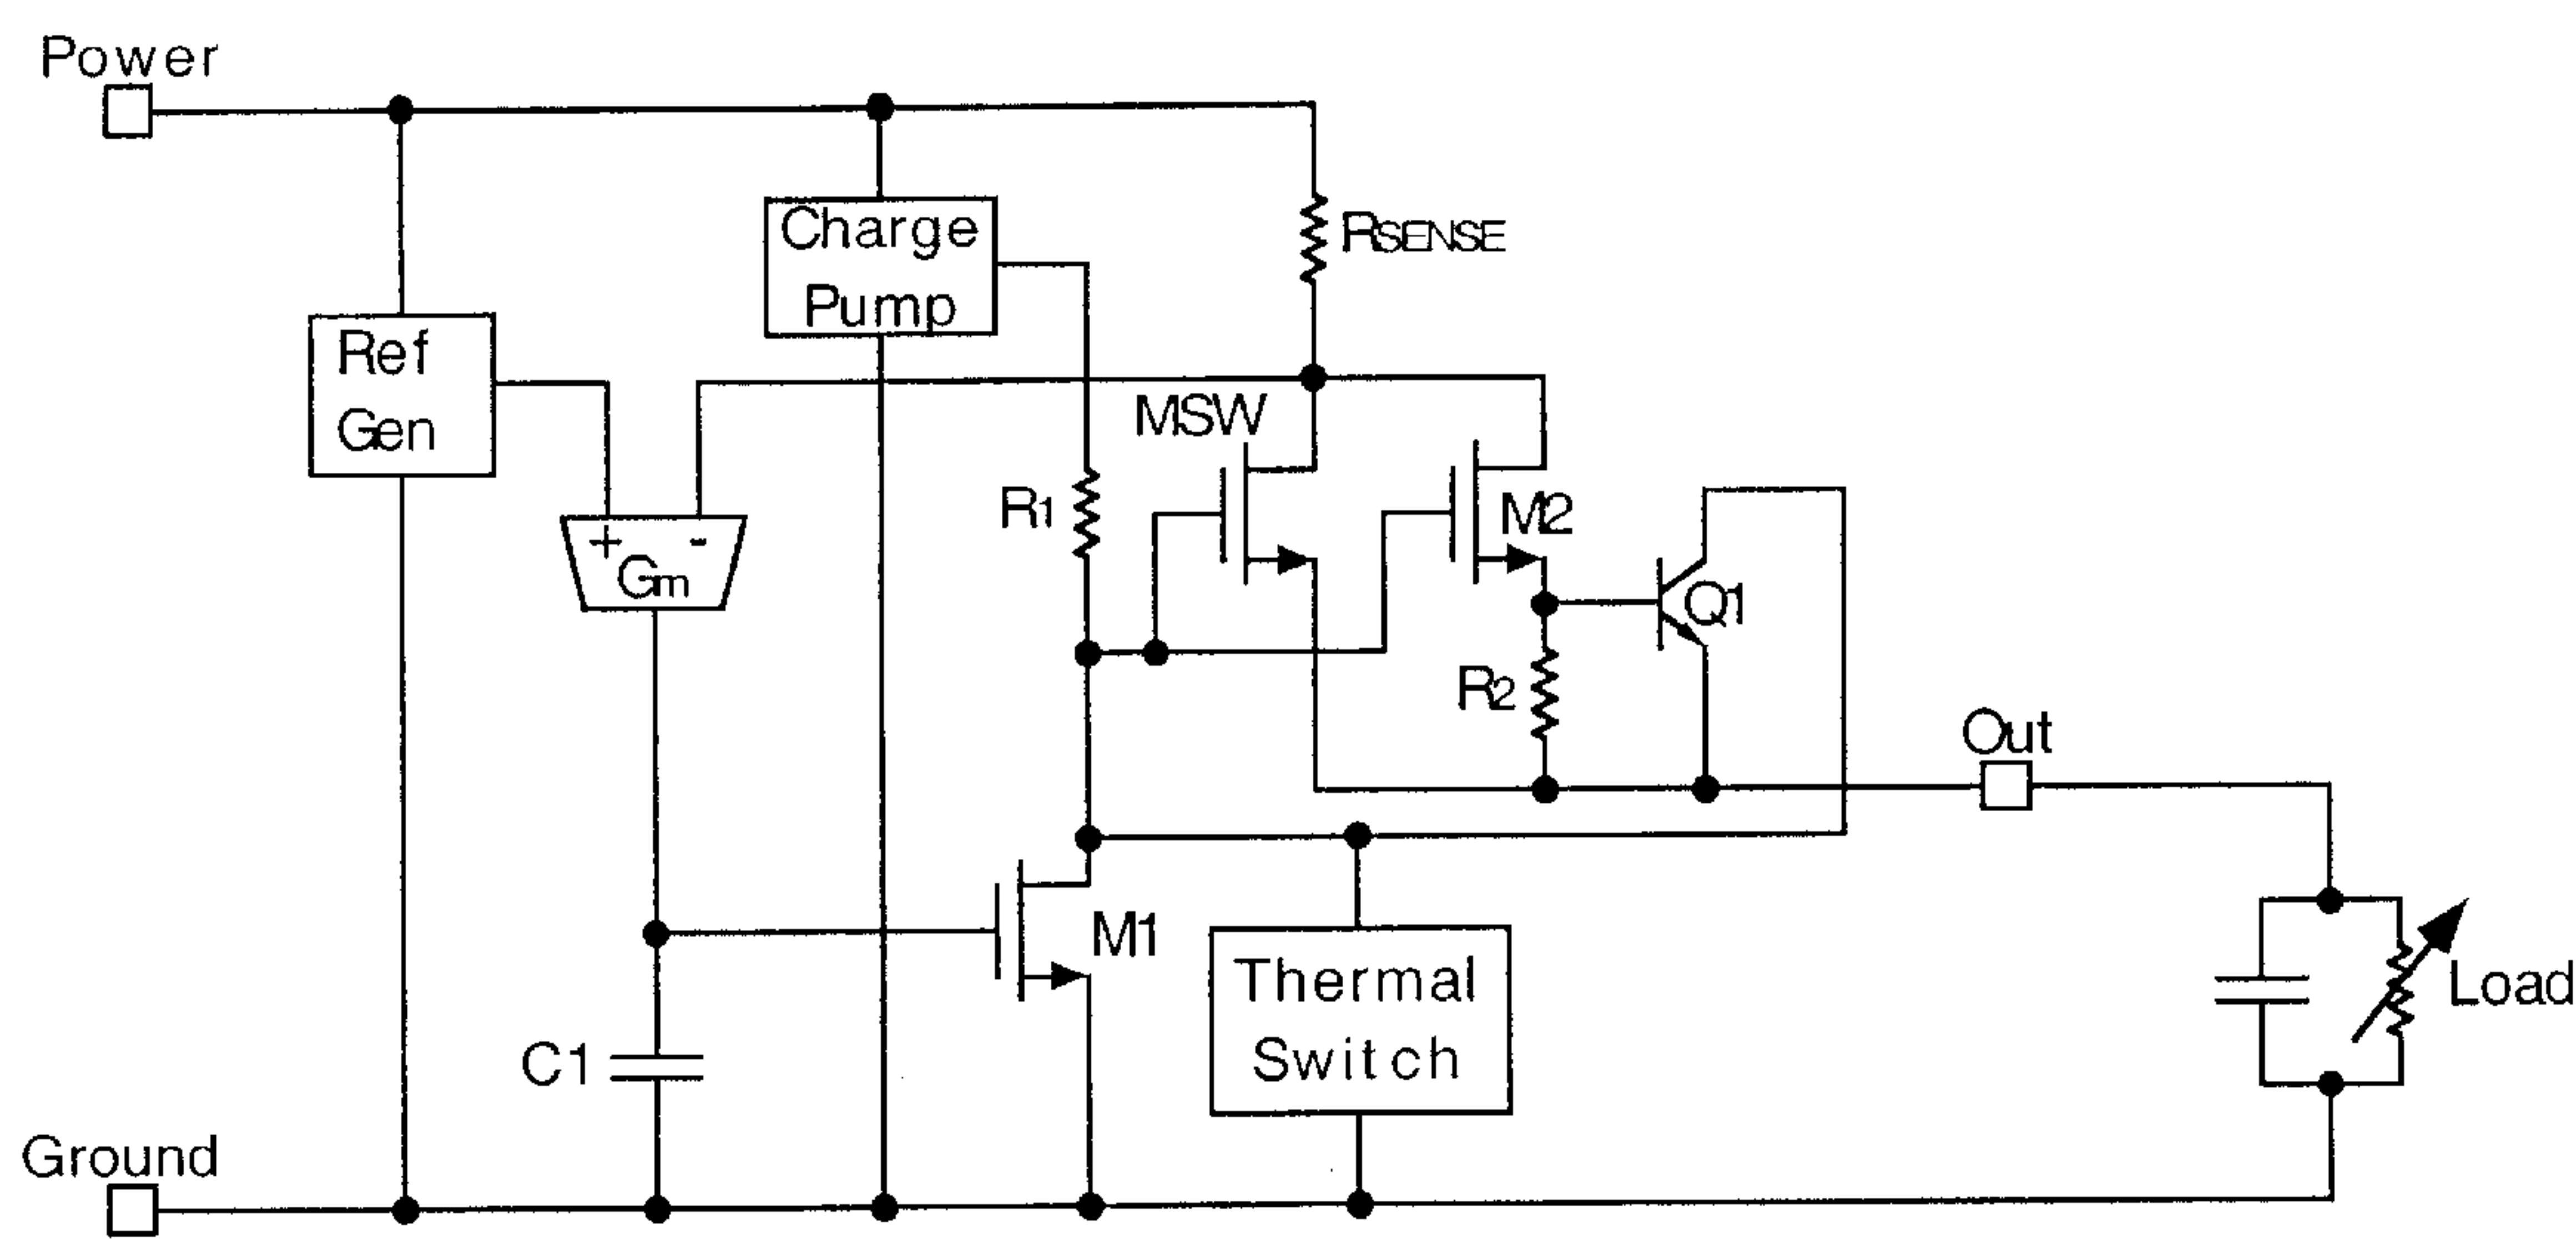 Power
Charge
Pump
RSENSE
Ref
Gen
MSW
R1
M2
+ -
Gm
Q1
R2
Out
M1
Thermal
Switch
Load
C1
Ground